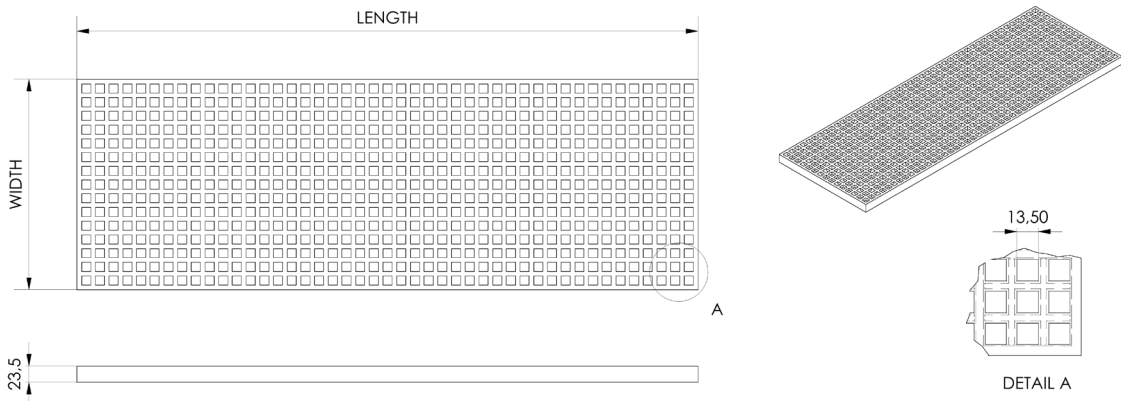 LENGTH
WIDTH
13,50
A
23,5
DETAIL A